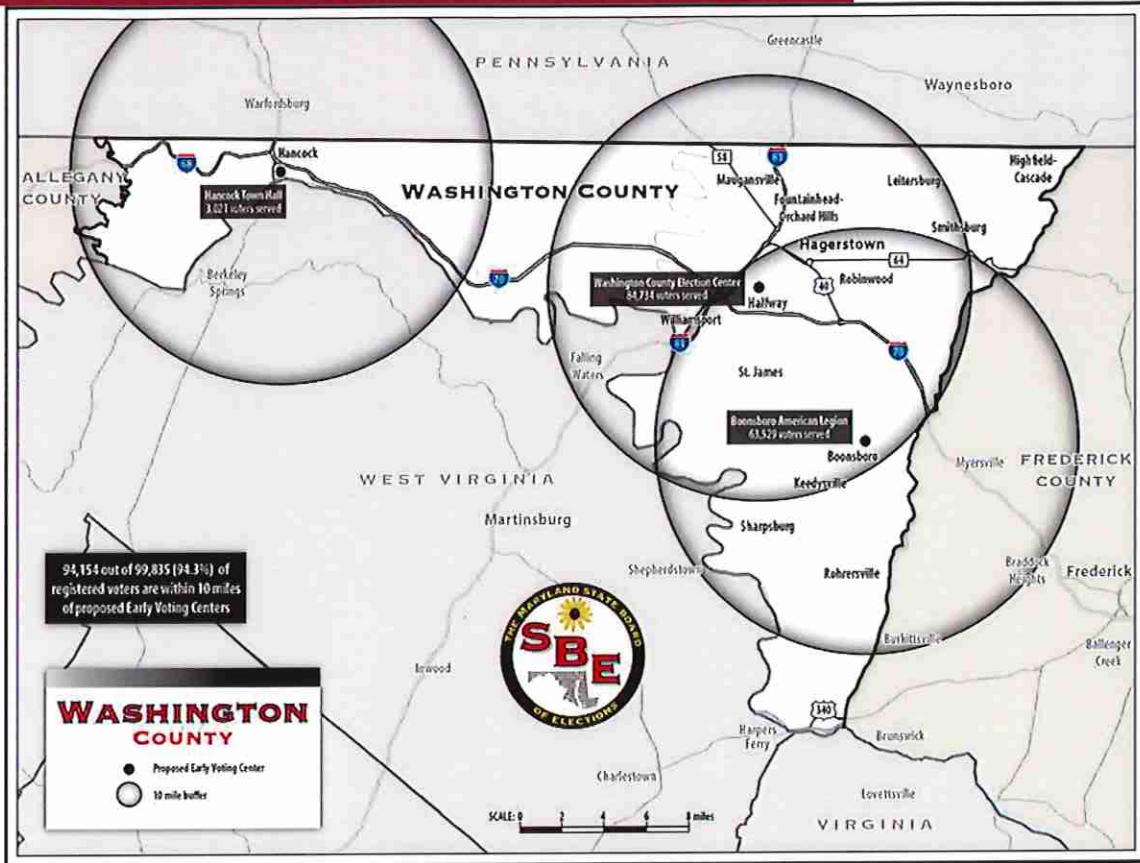 PENNSYLVANIA
Greencastle
Waynesboro
Warfordsburg
ALLEGANY
COUNTY
68
Hancock
Hancock Town Hall
3,021 voters served
WASHINGTON COUNTY
58
81
Maugansville
Leitersburg
Highfield-
Cascade
Fountainhead-
Orchard Hills
Smithsburg
Hagerstown
64
Berkeley
Springs
70
Washington County Election Center
84,734 voters served
40
Robinwood
Halfway
Williamsport
81
70
Falling
Waters
St. James
Boonsboro American Legion
63,529 voters served
Boonsboro
Myersville
FREDERICK
COUNTY
WEST VIRGINIA
Keedysville
Martinsburg
Sharpsburg
94,154 out of 99,835 (94.3%) of
registered voters are within 10 miles
of proposed Early Voting Centers
Shepherdstown
Rohrersville
Braddock
Heights
Frederick
THE MARYLAND STATE BOARD
SBE
OF ELECTIONS
Burkittsville
Ballenger
Creek
Inwood
WASHINGTON
COUNTY
Proposed Early Voting Center
10 mile buffer
340
Harpers
Ferry
Brunswick
Charlestown
Lovettsville
SCALE: 0 2 4 6 8 miles
VIRGINIA